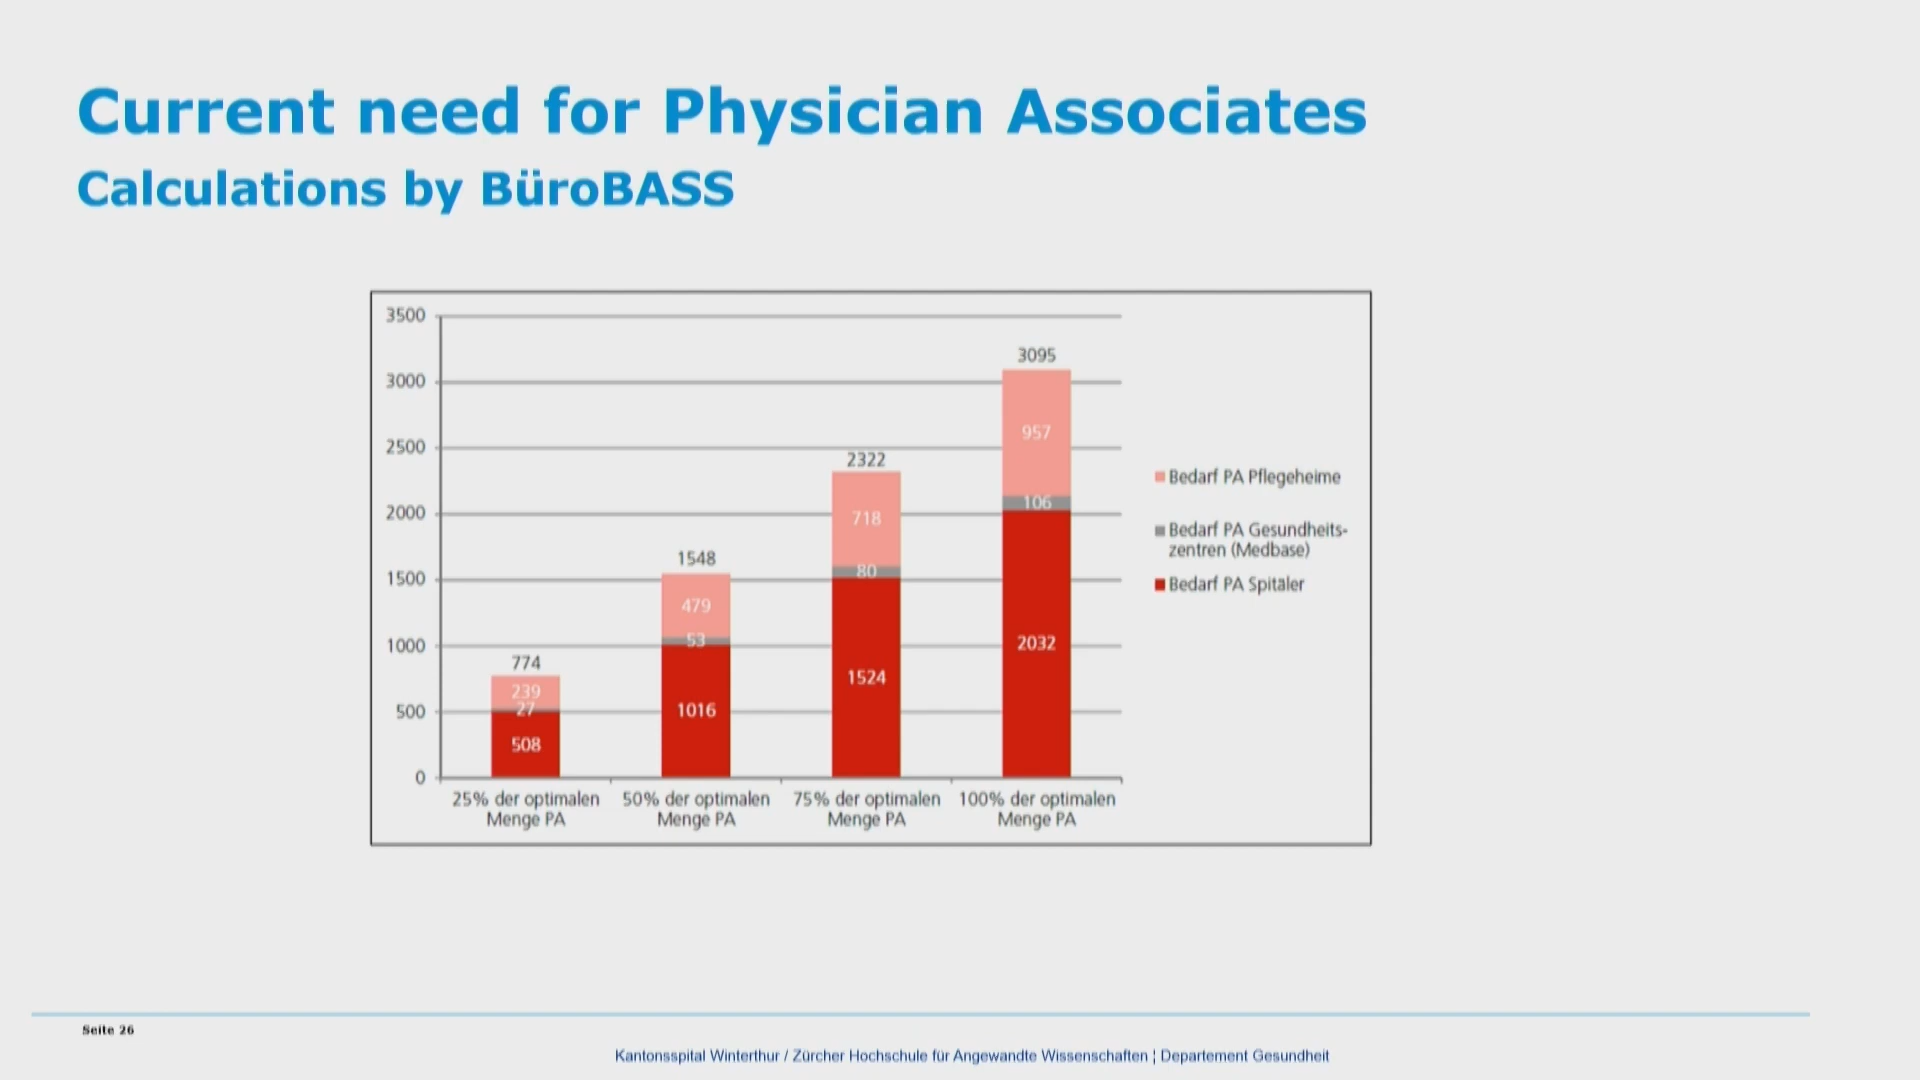 Current need for Physician Associates
Calculations by BüroBASS
3500
3000
2500
2000
1500
1000
500
0
774
239
27
508
1548
479
53
1016
2322
718
80
1524
3095
957
106
2032
25% der optimalen
Menge PA
50% der optimalen
Menge PA
75% der optimalen
Menge PA
100% der optimalen
Menge PA
Bedarf PA Pflegeheime
Bedarf PA Gesundheits-
zentren (Medbase)
Bedarf PA Spitäler
Seite 26
Kantonsspital Winterthur / Zürcher Hochschule für Angewandte Wissenschaften ¦ Departement Gesundheit